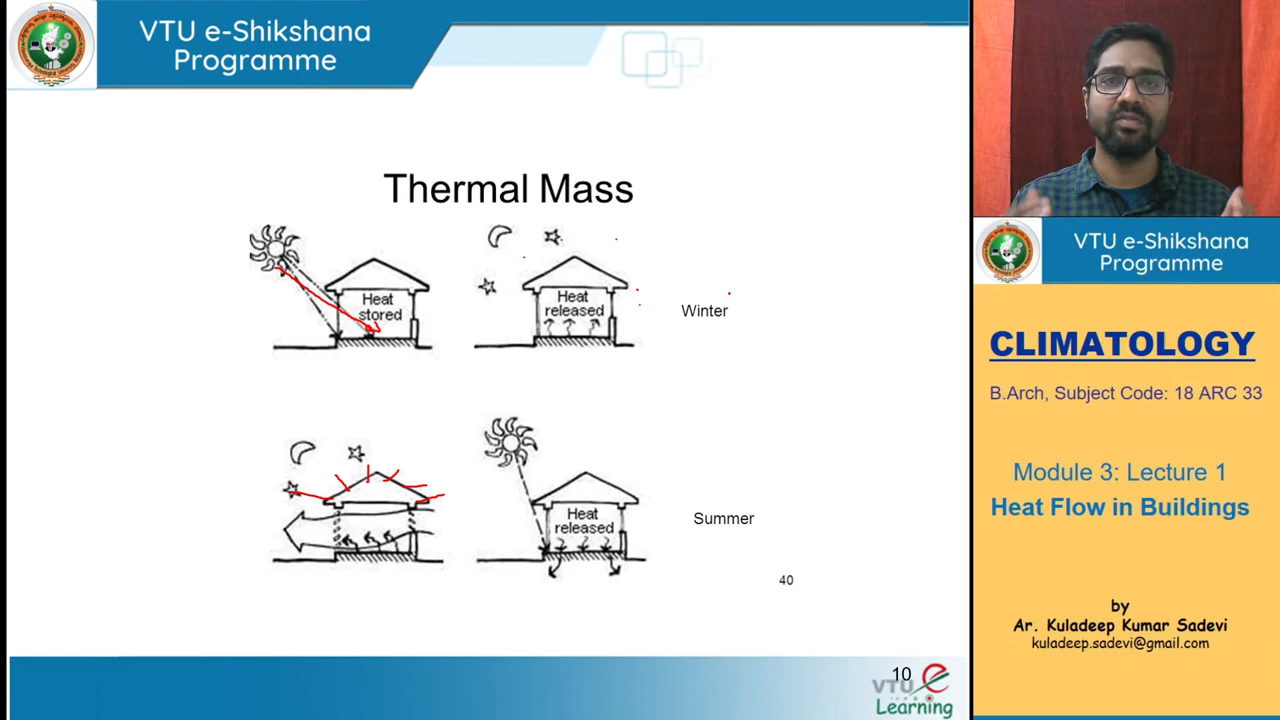 VTU e-Shikshana
Programme
Thermal Mass
Heat
stored
Heat
released
Winter
Heat
released
Summer
40
10
VTU e
Learning
VTU e-Shikshana
Programme
CLIMATOLOGY
B.Arch, Subject Code: 18 ARC 33
Module 3: Lecture 1
Heat Flow in Buildings
by
Ar. Kuladeep Kumar Sadevi
kuladeep.sadevi@gmail.com